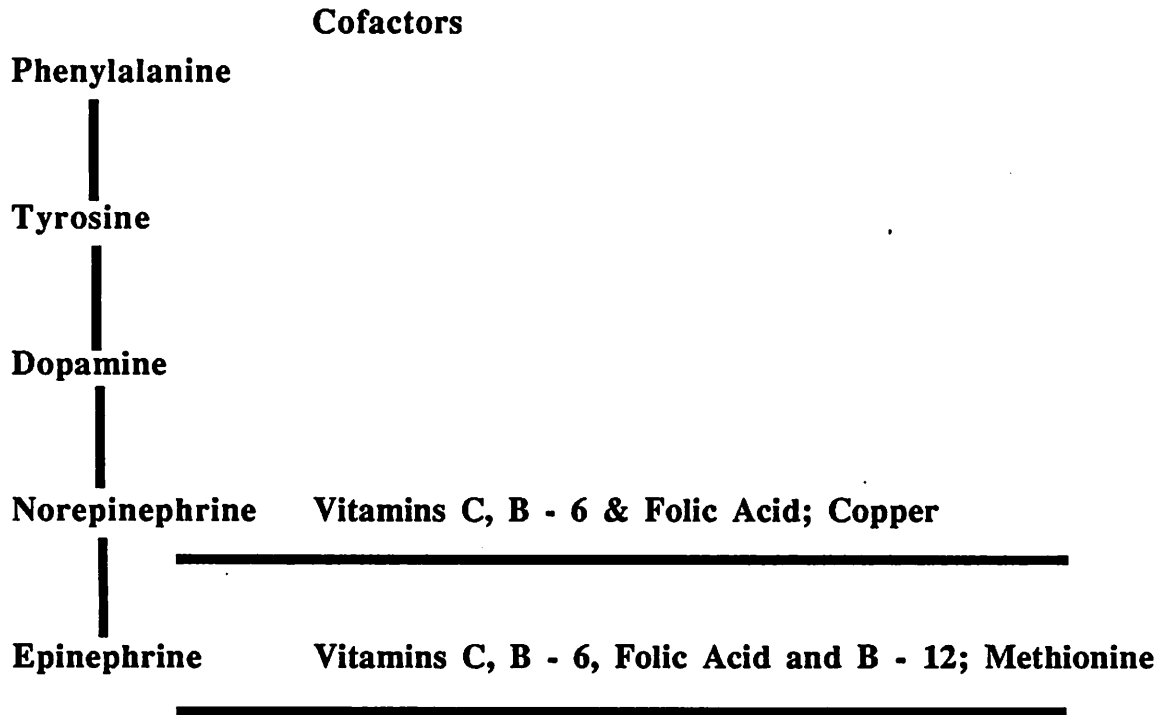 Cofactors
Phenylalanine
Tyrosine
Dopamine
Norepinephrine Vitamins C, B - 6 & Folic Acid; Copper
Epinephrine Vitamins C, B - 6, Folic Acid and B - 12; Methionine